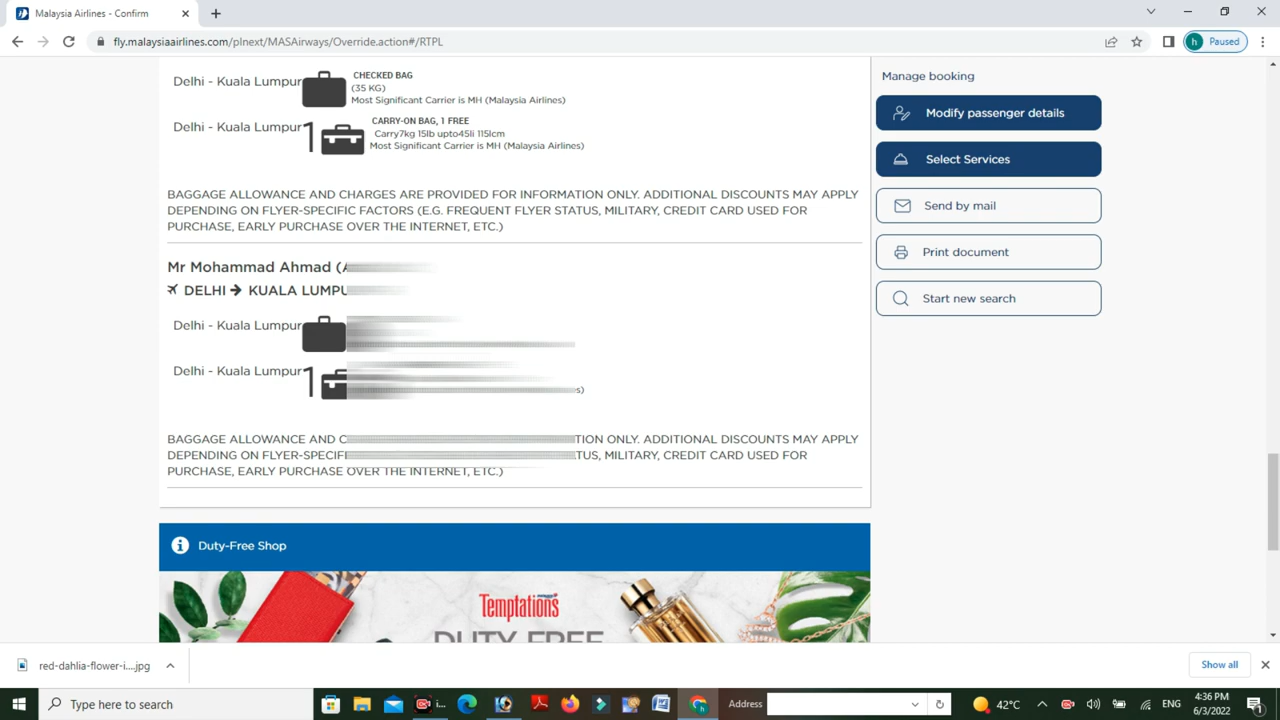 Malaysia Airlines - Confirm
fly.malaysiaairlines.com/plnext/MASAirways/Override.action#/RTPL
h Paused
Delhi - Kuala Lumpur
CHECKED BAG
(35 KG)
Most Significant Carrier is MH (Malaysia Airlines)
Delhi - Kuala Lumpur 1
CARRY-ON BAG, 1 FREE
Carry7kg 15lb upto45li 115lcm
Most Significant Carrier is MH (Malaysia Airlines)
BAGGAGE ALLOWANCE AND CHARGES ARE PROVIDED FOR INFORMATION ONLY. ADDITIONAL DISCOUNTS MAY APPLY
DEPENDING ON FLYER-SPECIFIC FACTORS (E.G. FREQUENT FLYER STATUS, MILITARY, CREDIT CARD USED FOR
PURCHASE, EARLY PURCHASE OVER THE INTERNET, ETC.)
Mr Mohammad Ahmad (
DELHI → KUALA
Delhi - Kuala Lumpur
Delhi - Kuala Lumpur 1
s)
BAGGAGE ALLOWANCE AND ONLY. ADDITIONAL DISCOUNTS MAY APPLY
DEPENDING ON MILITARY, CREDIT CARD USED FOR
PURCHASE, EARLY PURCHASE OVER THE INTERNET, ETC.)
Duty-Free Shop
Temptations
DUTY FREE
Manage booking
Modify passenger details
Select Services
Send by mail
Print document
Start new search
red-dahlia-flower-i....jpg
Show all
Type here to search
i...
Address
42°C
ENG
4:36 PM
6/3/2022
1